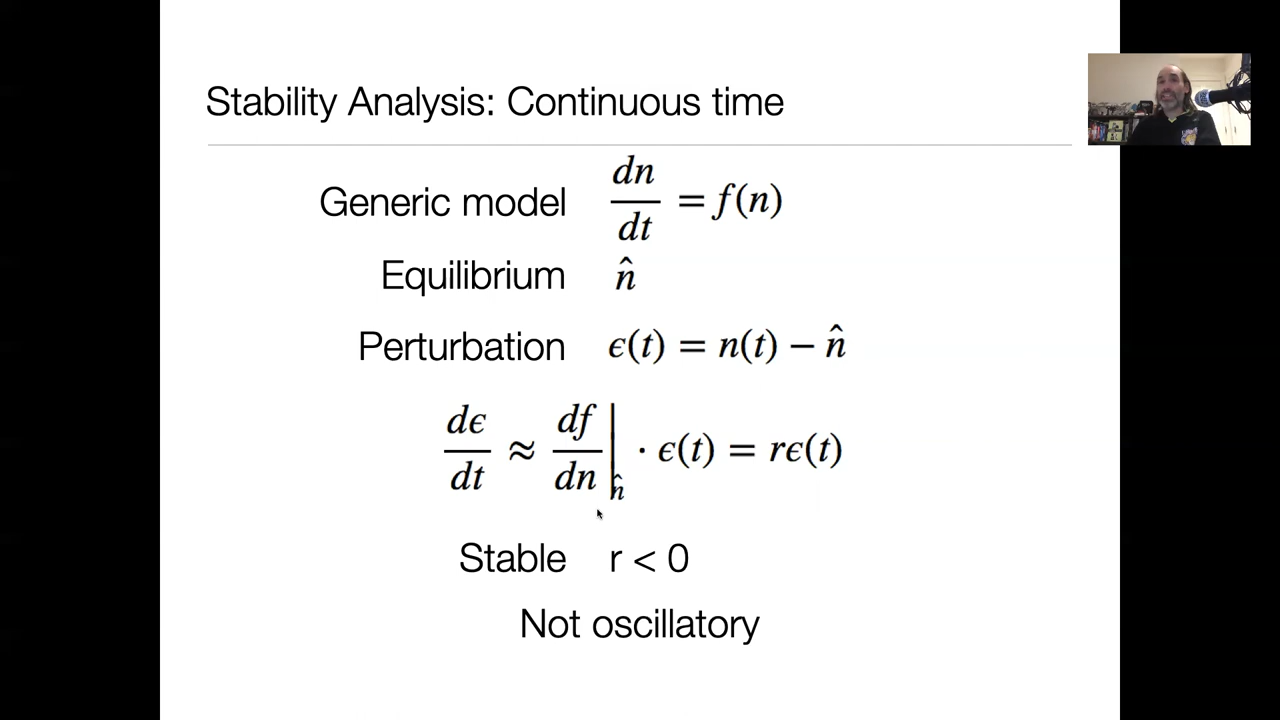 Stability Analysis: Continuous time
Generic model dn/dt = f(n)
Equilibrium n̂
Perturbation ϵ(t) = n(t) − n̂
dϵ/dt ≈ df/dn |n̂ · ϵ(t) = rϵ(t)
Stable r < 0
Not oscillatory